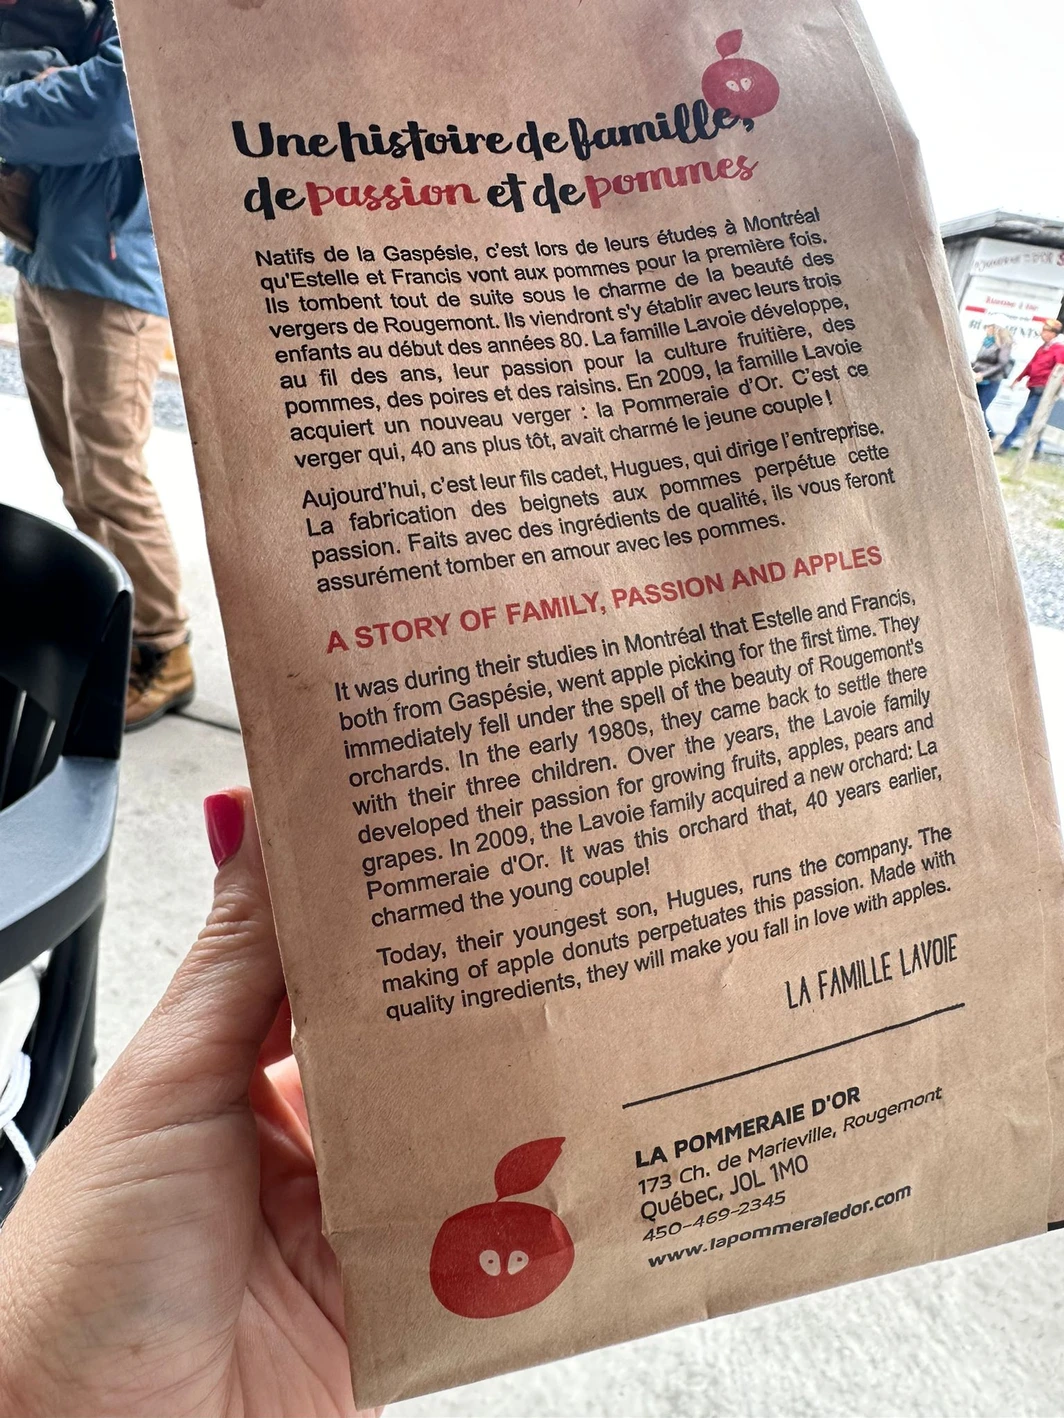 Une histoire de famille,
de passion et de pommes
Natifs de la Gaspésie, c'est lors de leurs études à Montréal
qu'Estelle et Francis vont aux pommes pour la première fois.
Ils tombent tout de suite sous le charme de la beauté des
vergers de Rougemont. Ils viendront s'y établir avec leurs trois
enfants au début des années 80. La famille Lavoie développe,
au fil des ans, leur passion pour la culture fruitière, des
pommes, des poires et des raisins. En 2009, la famille Lavoie
acquiert un nouveau verger : la Pommeraie d'Or. C'est ce
verger qui, 40 ans plus tôt, avait charmé le jeune couple !
Aujourd'hui, c'est leur fils cadet, Hugues, qui dirige l'entreprise.
La fabrication des beignets aux pommes perpétue cette
passion. Faits avec des ingrédients de qualité, ils vous feront
assurément tomber en amour avec les pommes.
A STORY OF FAMILY, PASSION AND APPLES
It was during their studies in Montréal that Estelle and Francis,
both from Gaspésie, went apple picking for the first time. They
immediately fell under the spell of the beauty of Rougemont's
orchards. In the early 1980s, they came back to settle there
with their three children. Over the years, the Lavoie family
developed their passion for growing fruits, apples, pears and
grapes. In 2009, the Lavoie family acquired a new orchard: La
Pommeraie d'Or. It was this orchard that, 40 years earlier,
charmed the young couple!
Today, their youngest son, Hugues, runs the company. The
making of apple donuts perpetuates this passion. Made with
quality ingredients, they will make you fall in love with apples.
LA FAMILLE LAVOIE
LA POMMERAIE D'OR
173 Ch. de Marieville, Rougemont
Québec, J0L 1M0
450-469-2345
www.lapommeraiedor.com